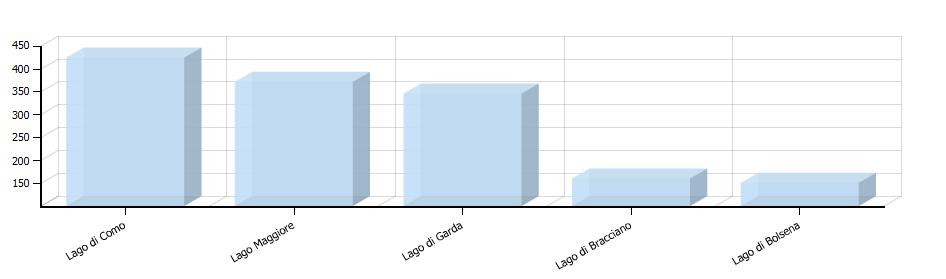 450
400
350
300
250
200
150
Lago di Como
Lago Maggiore
Lago di Garda
Lago di Bracciano
Lago di Bolsena